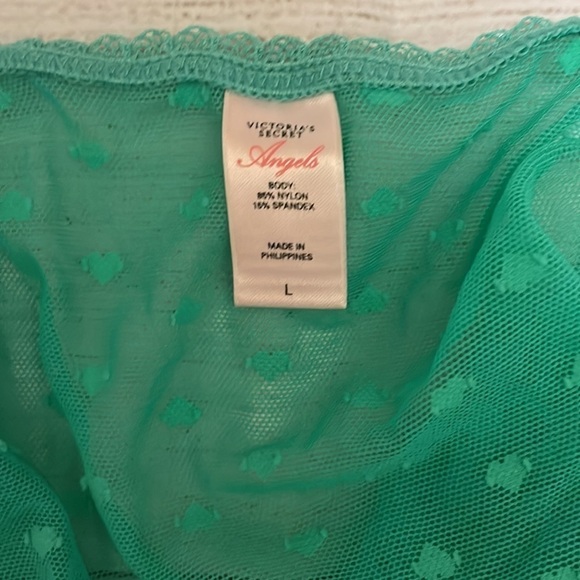 VICTORIA'S
SECRET
Angels
BODY:
85% NYLON
15% SPANDEX
MADE IN
PHILIPPINES
L